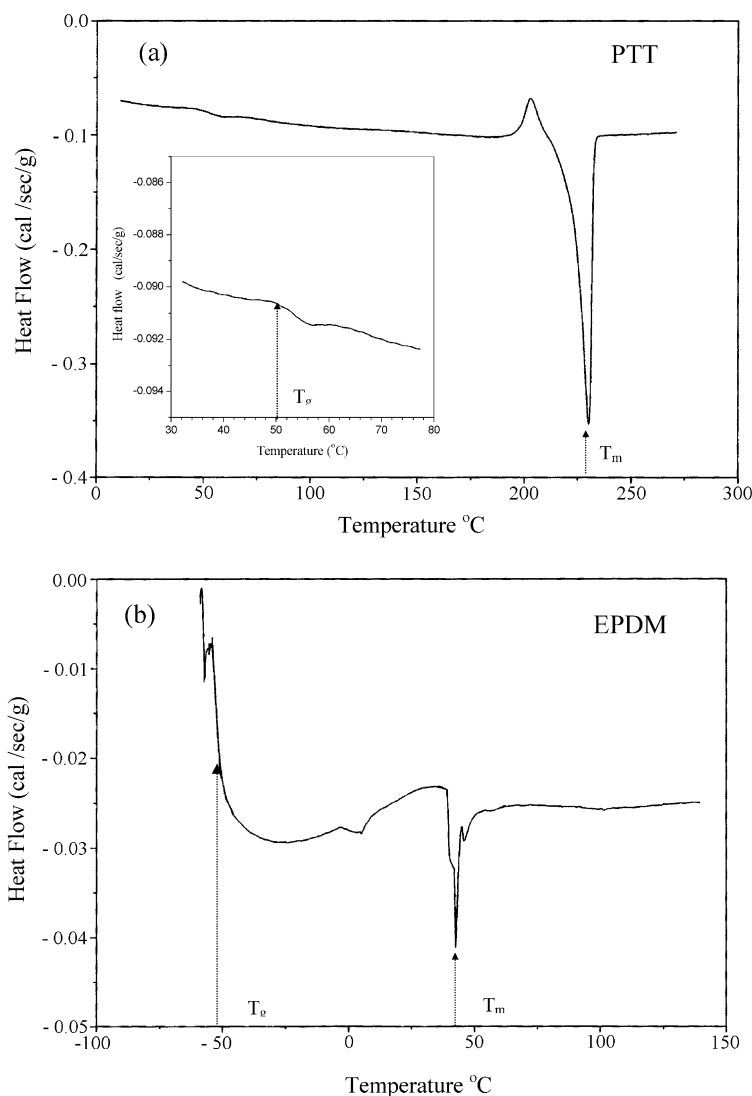 0.0
(a)
PTT
- 0.1
- 0.2
- 0.3
- 0.4
Heat Flow (cal /sec/g)
-0.086
-0.088
-0.090
-0.092
-0.094
Heat flow (cal/sec/g)
Tg
30 40 50 60 70 80
Temperature (°C)
Tm
0 50 100 150 200 250 300
Temperature °C
0.00
(b)
EPDM
- 0.01
- 0.02
- 0.03
- 0.04
- 0.05
Heat Flow (cal /sec/g)
Tg
Tm
-100 - 50 0 50 100 150
Temperature °C